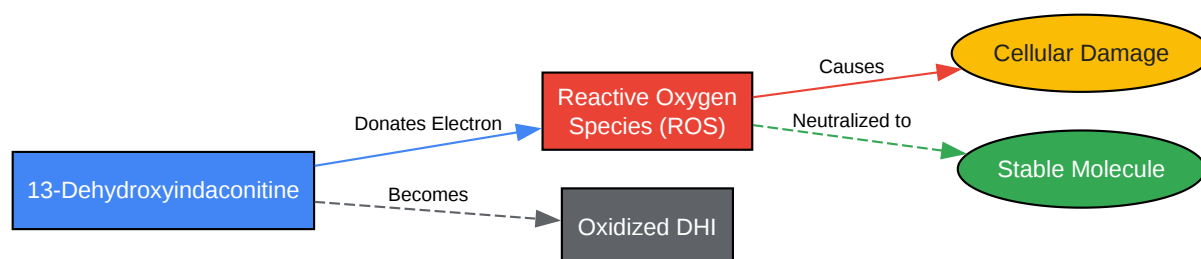 Cellular Damage
Causes
Reactive Oxygen
Species (ROS)
Donates Electron
Neutralized to
Stable Molecule
13-Dehydroxyindaconitine
Becomes
Oxidized DHI